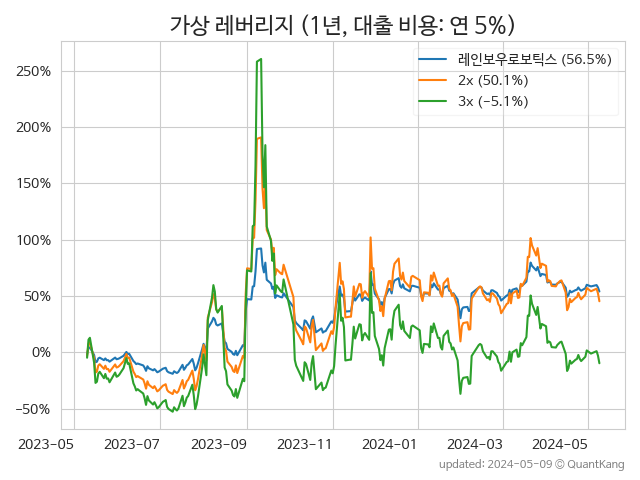 가상 레버리지 (1년, 대출 비용: 연 5%)
레인보우로보틱스 (56.5%)
2x (50.1%)
3x (−5.1%)
250%
200%
150%
100%
50%
0%
−50%
2023-05
2023-07
2023-09
2023-11
2024-01
2024-03
2024-05
updated: 2024-05-09 © QuantKang